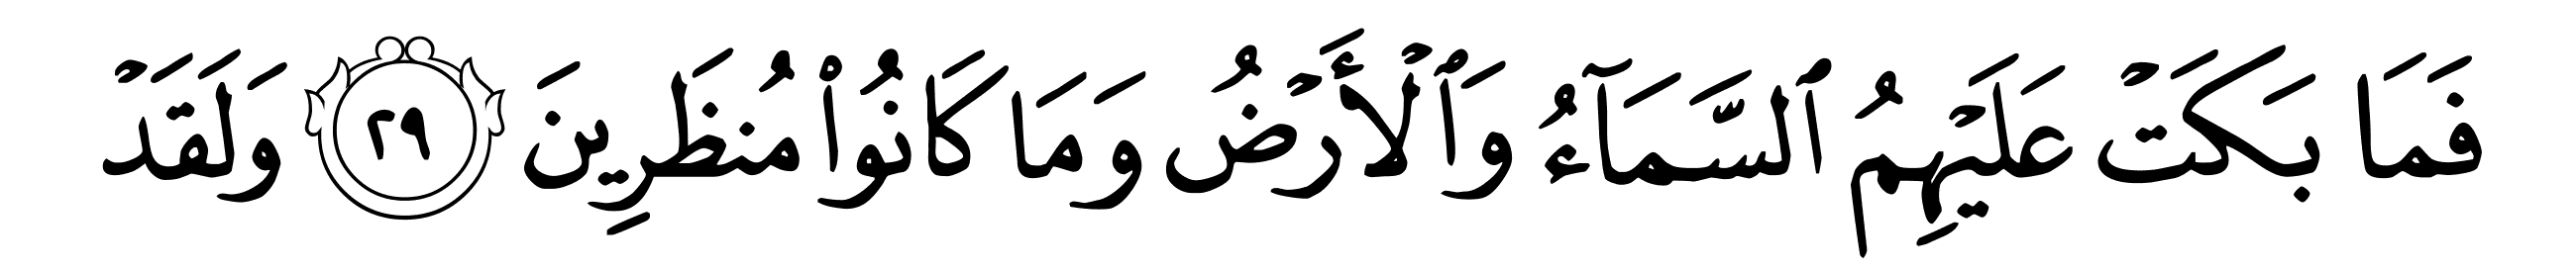 فَمَا بَكَتۡ عَلَيۡهِمُ ٱلسَّمَآءُ وَٱلۡأَرۡضُ وَمَا كَانُواْ مُنظَرِينَ ٢٩ وَلَقَدۡ